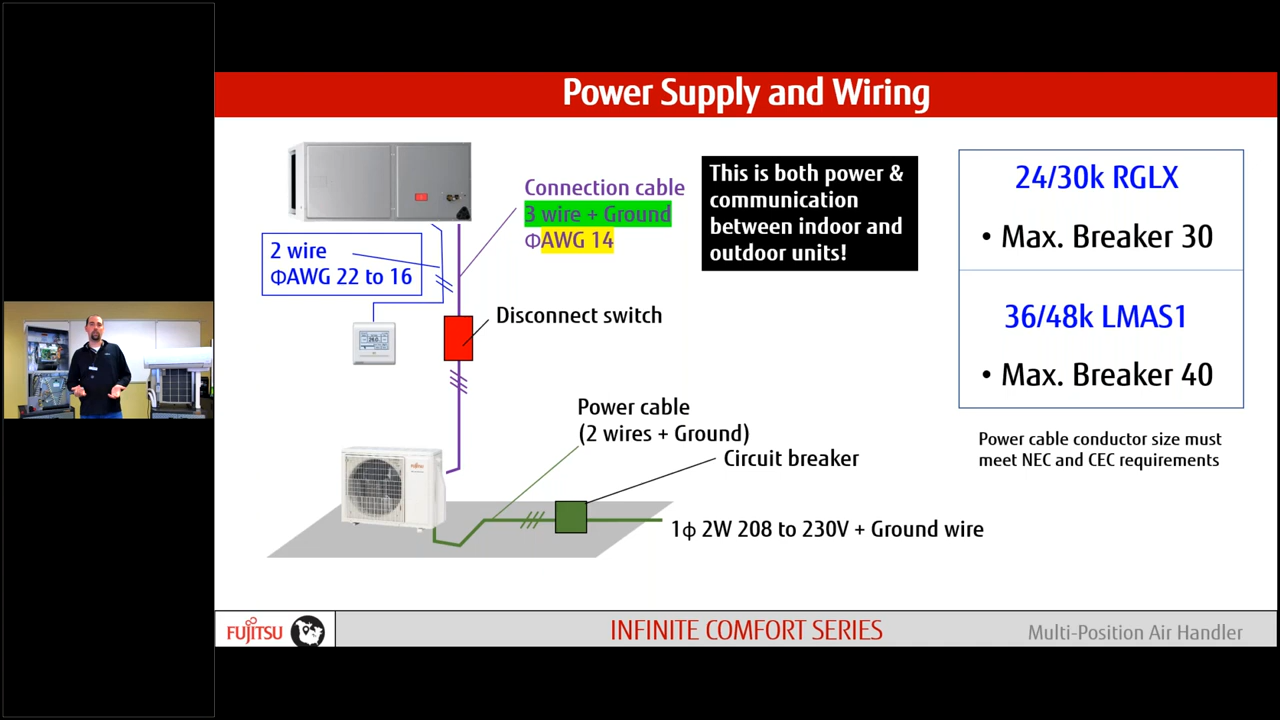 Power Supply and Wiring
Connection cable
3 wire + Ground
ΦAWG 14
This is both power &
communication
between indoor and
outdoor units!
24/30k RGLX
• Max. Breaker 30
36/48k LMAS1
• Max. Breaker 40
Power cable conductor size must
meet NEC and CEC requirements
2 wire
ΦAWG 22 to 16
Disconnect switch
Power cable
(2 wires + Ground)
Circuit breaker
1ϕ 2W 208 to 230V + Ground wire
FUJITSU
FUJITSU
INFINITE COMFORT SERIES
Multi-Position Air Handler